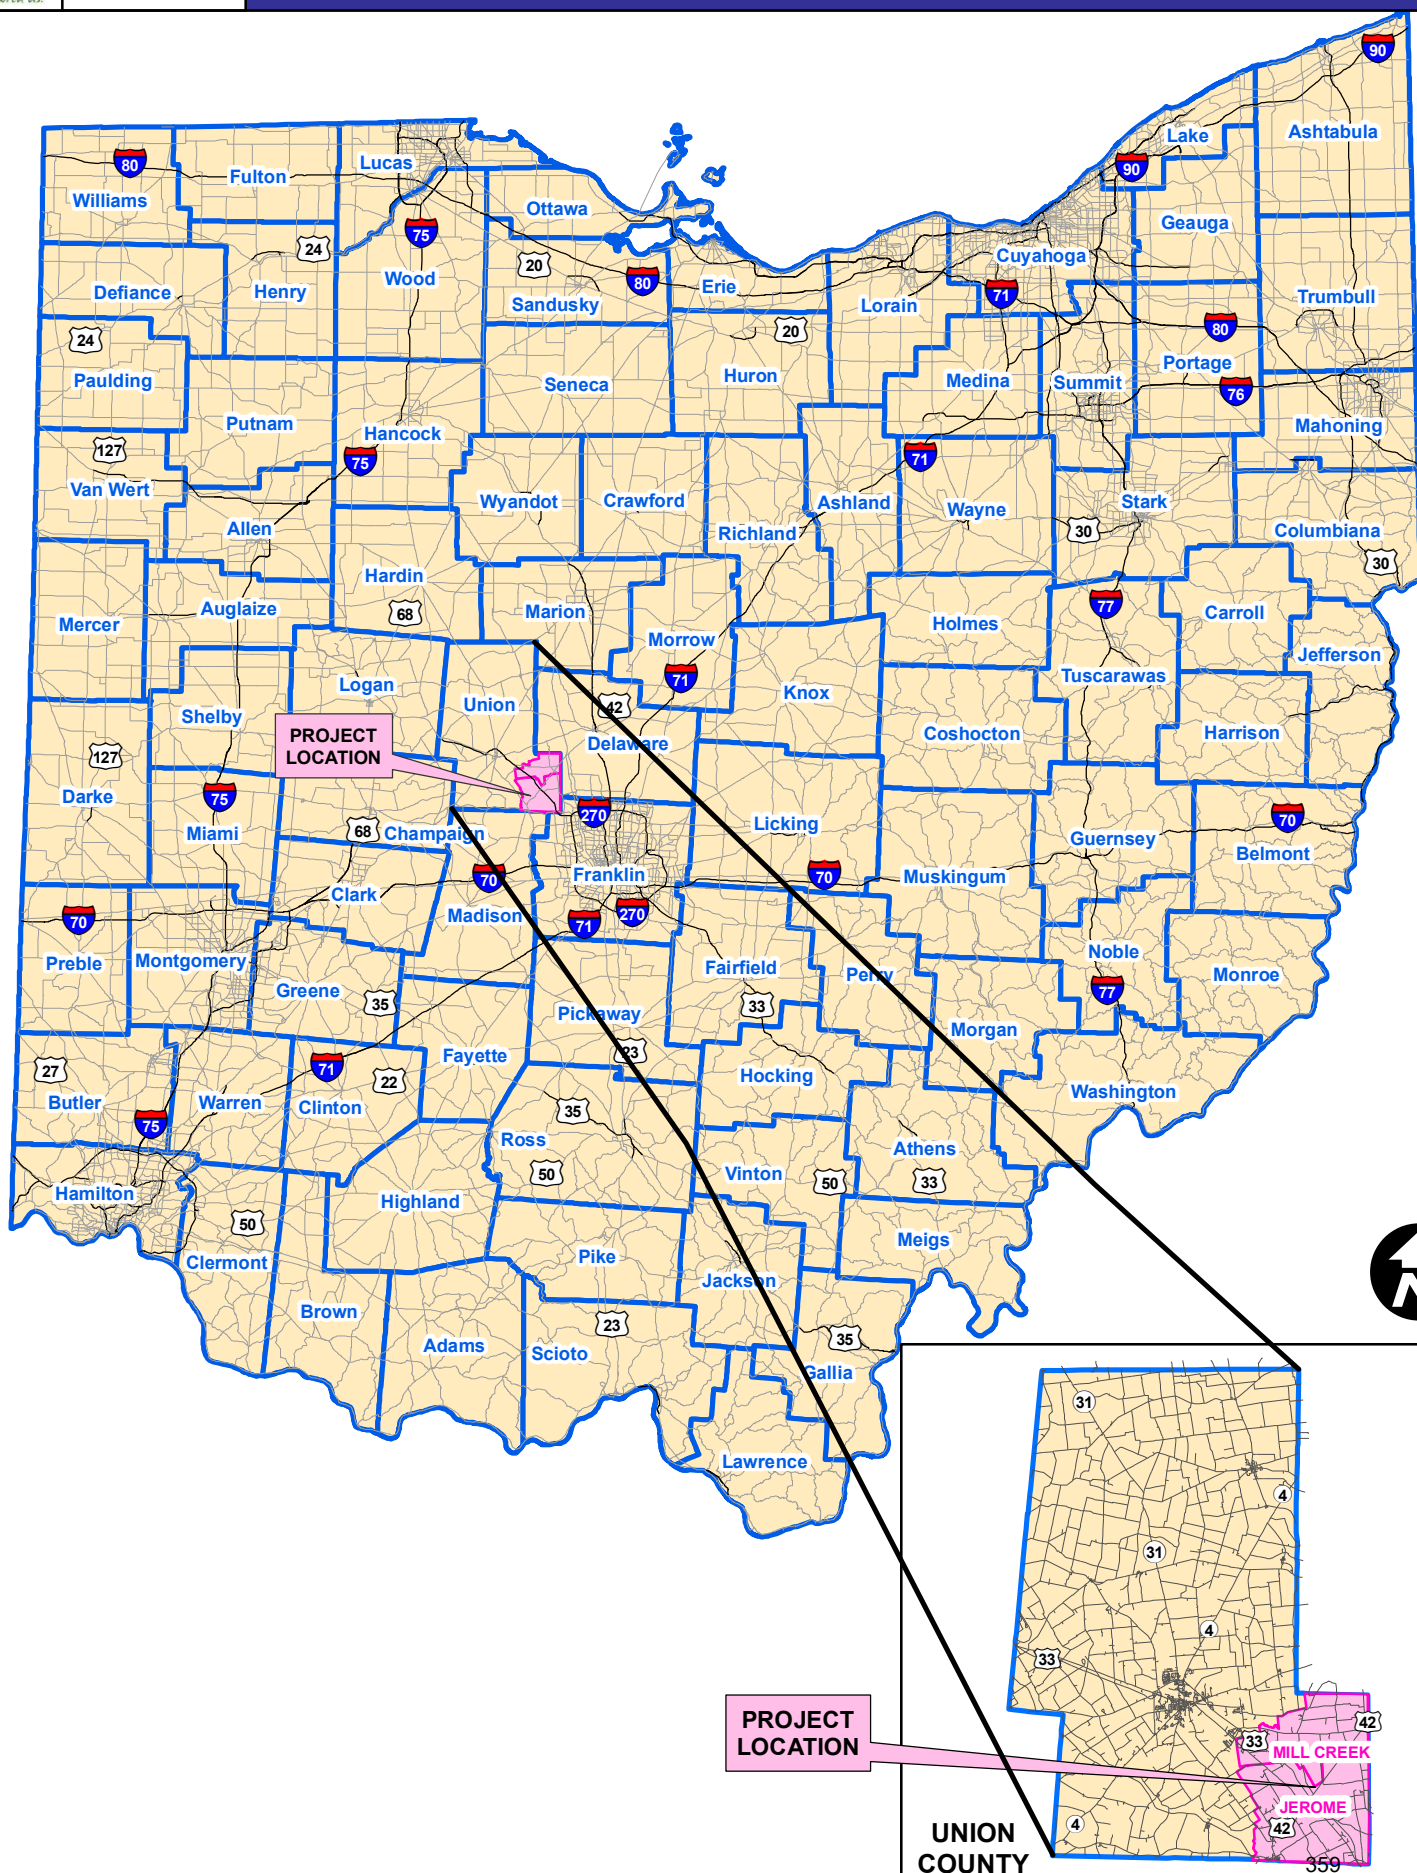 90
Lake
Ashtabula
80
Fulton
Lucas
90
Williams
Ottawa
Geauga
24
75
20
Cuyahoga
Defiance
Henry
Wood
80
Erie
71
Sandusky
Lorain
Trumbull
24
20
80
Paulding
Seneca
Huron
Medina
Summit
Portage
76
Putnam
Hancock
Mahoning
127
75
71
Van Wert
Wyandot
Crawford
Ashland
Wayne
Stark
Allen
Richland
30
Columbiana
30
Hardin
77
Auglaize
68
Marion
Carroll
Mercer
Morrow
Holmes
Jefferson
Logan
71
Tuscarawas
Union
42
Knox
Shelby
PROJECT
LOCATION
Delaware
Coshocton
Harrison
127
Darke
75
270
70
Miami
68
Champaign
Licking
Guernsey
Belmont
Clark
70
Franklin
70
Muskingum
70
Madison
71
270
Preble
Montgomery
Fairfield
Perry
Noble
Monroe
Greene
35
33
77
Pickaway
Morgan
23
Fayette
27
71
22
Hocking
Washington
Butler
Warren
Clinton
75
35
Ross
Athens
50
Vinton
50
33
Hamilton
Highland
50
Meigs
Clermont
Pike
Jackson
Brown
23
35
Adams
Scioto
Gallia
N
Lawrence
31
4
31
4
33
PROJECT
LOCATION
42
33
MILL CREEK
JEROME
4
42
UNION
COUNTY
359